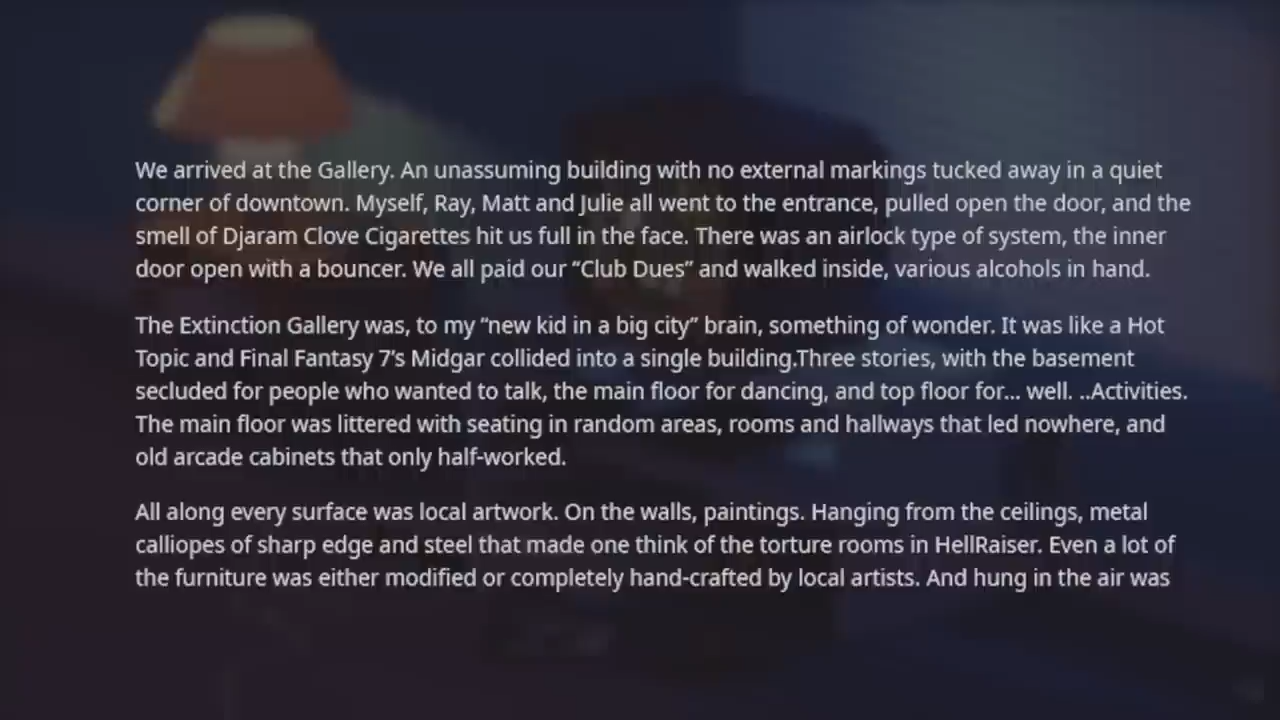 We arrived at the Gallery. An unassuming building with no external markings tucked away in a quiet
corner of downtown. Myself, Ray, Matt and Julie all went to the entrance, pulled open the door, and the
smell of Djaram Clove Cigarettes hit us full in the face. There was an airlock type of system, the inner
door open with a bouncer. We all paid our “Club Dues” and walked inside, various alcohols in hand.
The Extinction Gallery was, to my “new kid in a big city” brain, something of wonder. It was like a Hot
Topic and Final Fantasy 7's Midgar collided into a single building.Three stories, with the basement
secluded for people who wanted to talk, the main floor for dancing, and top floor for... well. ..Activities.
The main floor was littered with seating in random areas, rooms and hallways that led nowhere, and
old arcade cabinets that only half-worked.
All along every surface was local artwork. On the walls, paintings. Hanging from the ceilings, metal
calliopes of sharp edge and steel that made one think of the torture rooms in HellRaiser. Even a lot of
the furniture was either modified or completely hand-crafted by local artists. And hung in the air was